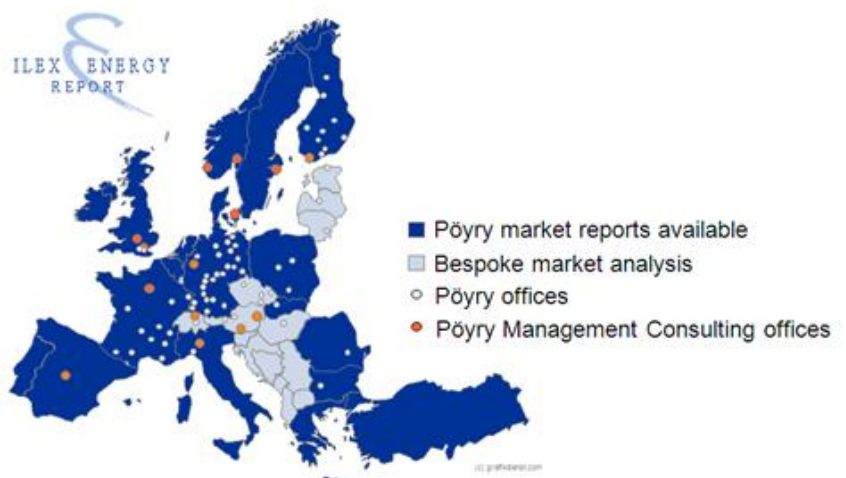 ILEX ENERGY
REPORT
Pöyry market reports available
Bespoke market analysis
Pöyry offices
Pöyry Management Consulting offices